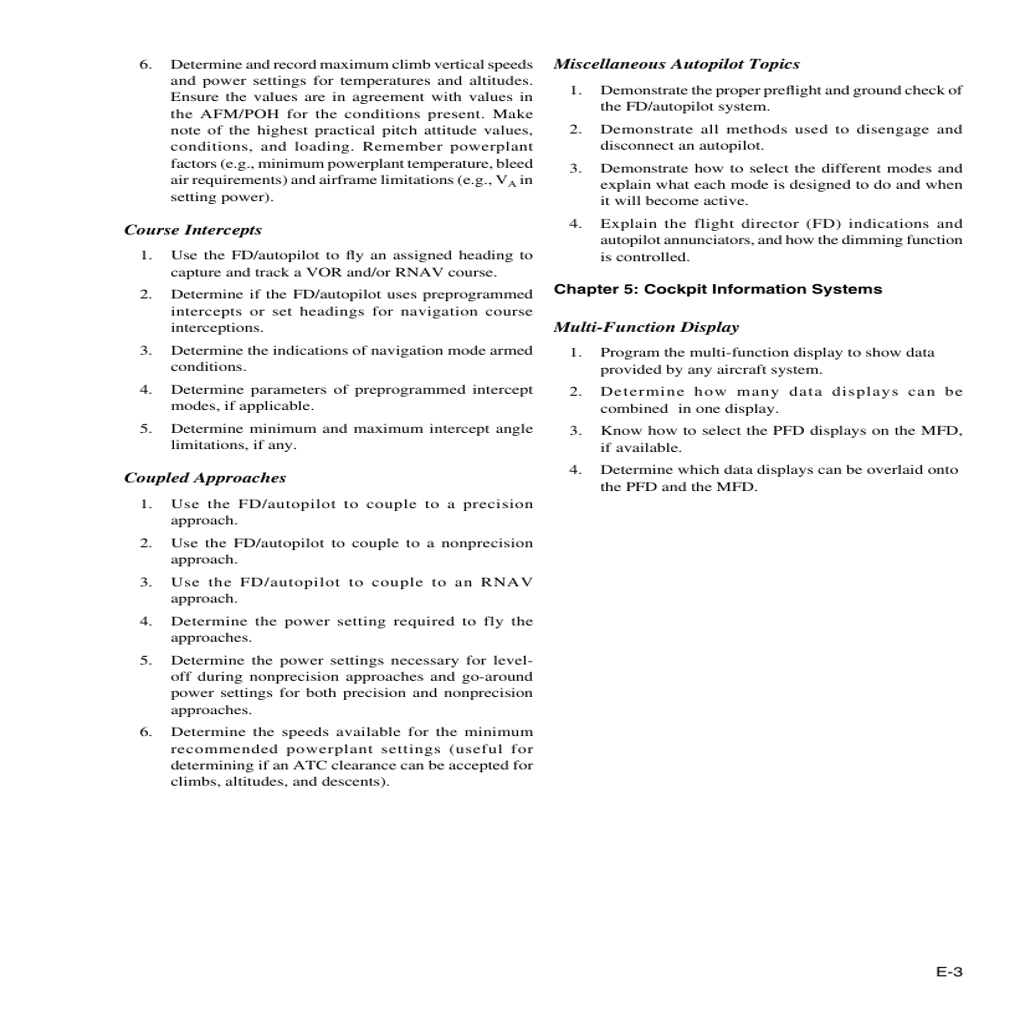 6. Determine and record maximum climb vertical speeds
and power settings for temperatures and altitudes.
Ensure the values are in agreement with values in
the AFM/POH for the conditions present. Make
note of the highest practical pitch attitude values,
conditions, and loading. Remember powerplant
factors (e.g., minimum powerplant temperature, bleed
air requirements) and airframe limitations (e.g., VA in
setting power).
Course Intercepts
1. Use the FD/autopilot to fly an assigned heading to
capture and track a VOR and/or RNAV course.
2. Determine if the FD/autopilot uses preprogrammed
intercepts or set headings for navigation course
interceptions.
3. Determine the indications of navigation mode armed
conditions.
4. Determine parameters of preprogrammed intercept
modes, if applicable.
5. Determine minimum and maximum intercept angle
limitations, if any.
Coupled Approaches
1. Use the FD/autopilot to couple to a precision
approach.
2. Use the FD/autopilot to couple to a nonprecision
approach.
3. Use the FD/autopilot to couple to an RNAV
approach.
4. Determine the power setting required to fly the
approaches.
5. Determine the power settings necessary for level-
off during nonprecision approaches and go-around
power settings for both precision and nonprecision
approaches.
6. Determine the speeds available for the minimum
recommended powerplant settings (useful for
determining if an ATC clearance can be accepted for
climbs, altitudes, and descents).
Miscellaneous Autopilot Topics
1. Demonstrate the proper preflight and ground check of
the FD/autopilot system.
2. Demonstrate all methods used to disengage and
disconnect an autopilot.
3. Demonstrate how to select the different modes and
explain what each mode is designed to do and when
it will become active.
4. Explain the flight director (FD) indications and
autopilot annunciators, and how the dimming function
is controlled.
Chapter 5: Cockpit Information Systems
Multi-Function Display
1. Program the multi-function display to show data
provided by any aircraft system.
2. Determine how many data displays can be
combined in one display.
3. Know how to select the PFD displays on the MFD,
if available.
4. Determine which data displays can be overlaid onto
the PFD and the MFD.
E-3